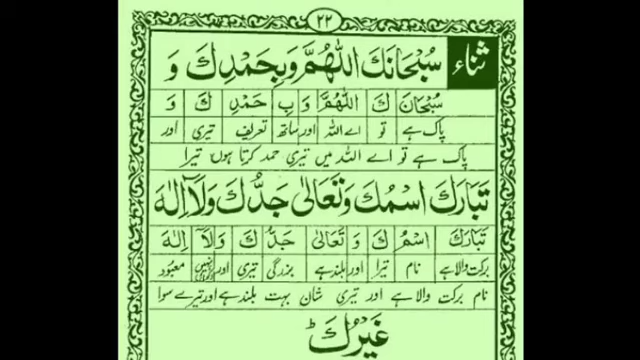 ٢٢
ثناء
سُبْحَانَكَ اللّٰهُمَّ وَبِحَمْدِكَ وَ
سُبْحَانَ كَ اللّٰهُمَّ وَ بِ حَمْدِ كَ وَ
پاک ہے تو اے اللہ اور ساتھ تعریف تیری اور
پاک ہے تو اے اللہ میں تیری حمد کرتا ہوں تیرا
تَبَارَكَ اسْمُكَ وَتَعَالٰى جَدُّكَ وَلَآ اِلٰهَ
تَبَارَكَ اسْمُ كَ وَ تَعَالٰى جَدُّ كَ وَ لَآ اِلٰهَ
برکت والا ہے نام تیرا اور بلند ہے بزرگی تیری اور نہیں معبود
نام برکت والا ہے اور تیری شان بہت بلند ہے اور تیرے سوا
غَيْرُكَ ط